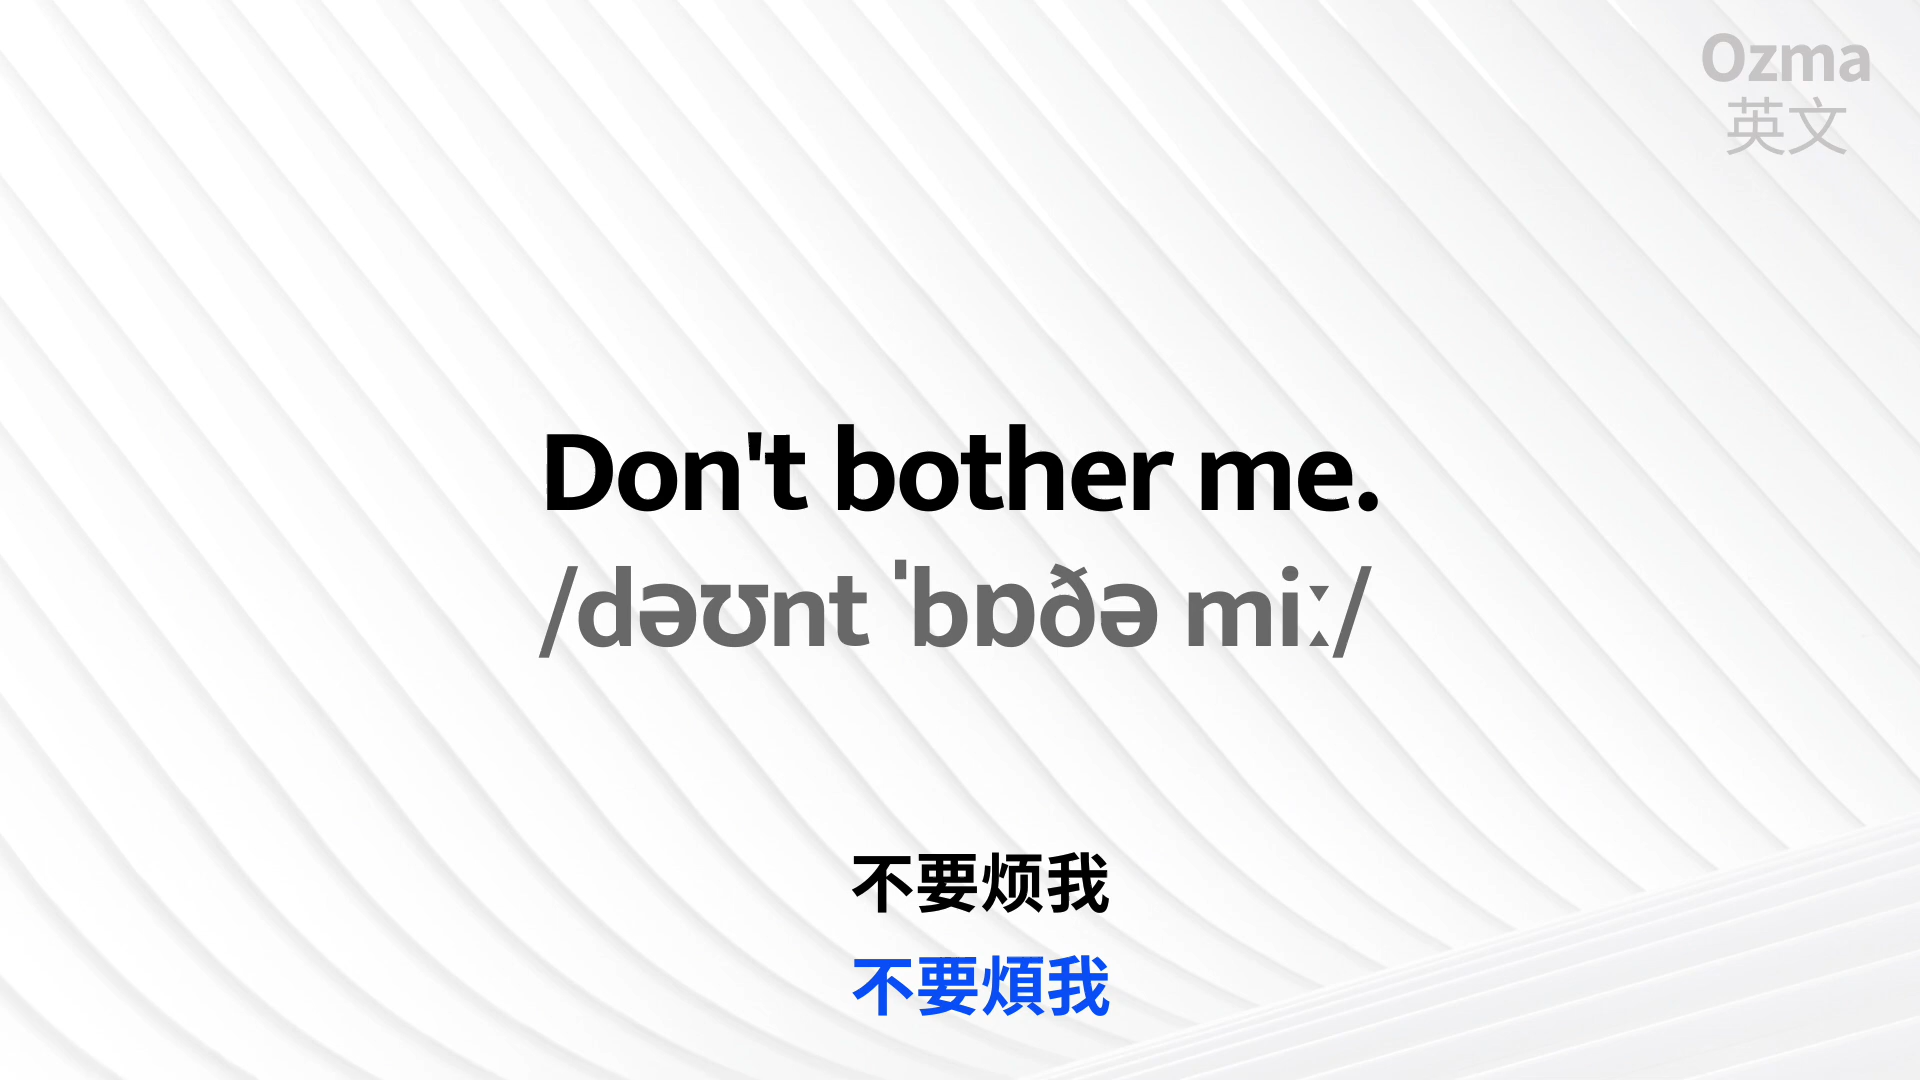 Ozma
英文
Don't bother me.
/dəʊnt ˈbɒðə miː/
不要烦我
不要煩我